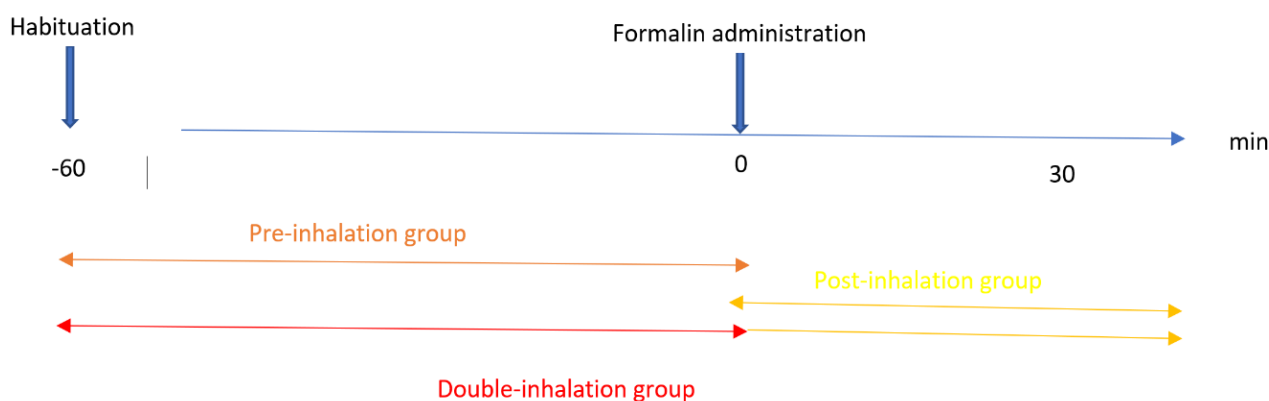 Habituation
Formalin administration
min
-60
0
30
Pre-inhalation group
Post-inhalation group
Double-inhalation group